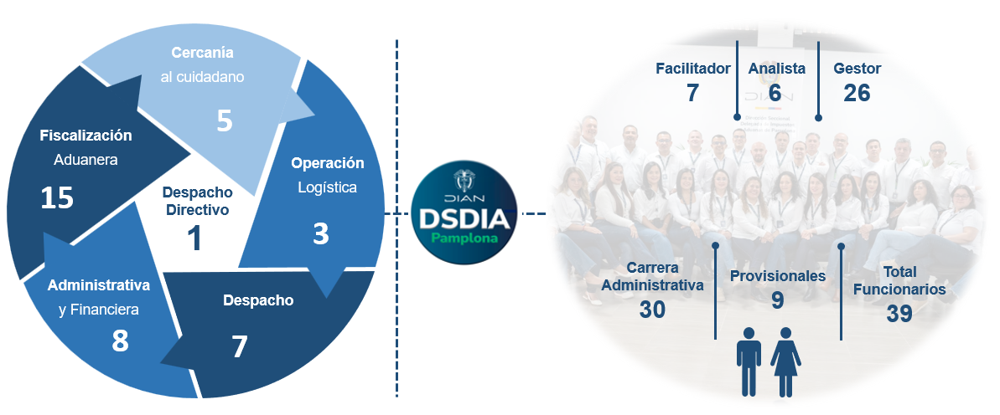 Cercanía
al cuidadano
5
Operación
Logística
3
Despacho
7
Administrativa
y Financiera
8
Fiscalización
Aduanera
15
Despacho
Directivo
1
DIAN
DSDIA
Pamplona
Facilitador
7
Analista
6
Gestor
26
DIAN
Carrera
Administrativa
30
Provisionales
9
Total
Funcionarios
39